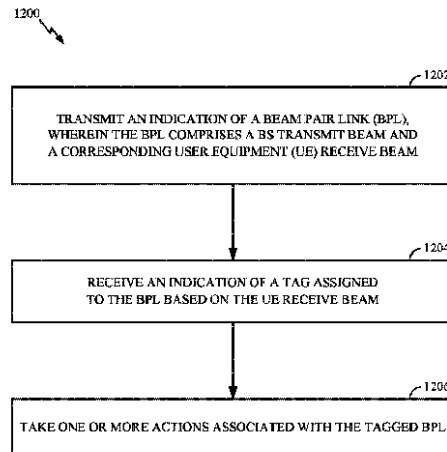 1200
1202
TRANSMIT AN INDICATION OF A BEAM PAIR LINK (BPL),
WHEREIN THE BPL COMPRISES A BS TRANSMIT BEAM AND
A CORRESPONDING USER EQUIPMENT (UE) RECEIVE BEAM
1204
RECEIVE AN INDICATION OF A TAG ASSIGNED
TO THE BPL BASED ON THE UE RECEIVE BEAM
1206
TAKE ONE OR MORE ACTIONS ASSOCIATED WITH THE TAGGED BPL